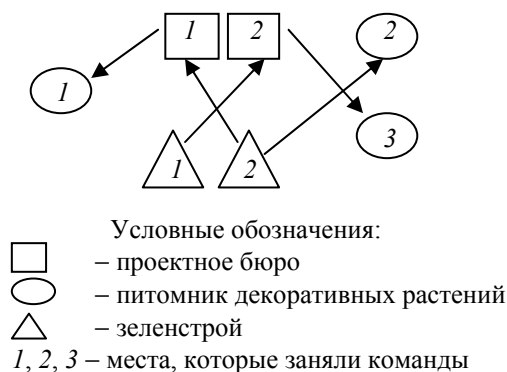 1 2 2
1
3
1 2
Условные обозначения:
– проектное бюро
– питомник декоративных растений
– зеленстрой
1, 2, 3 – места, которые заняли команды